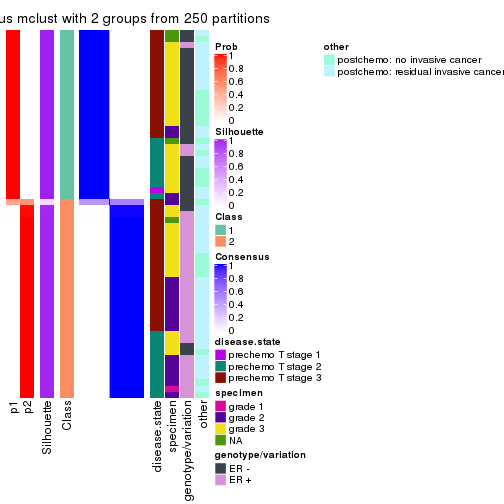 us mclust with 2 groups from 250 partitions
Prob
1
0.8
0.6
0.4
0.2
0
Silhouette
1
0.8
0.6
0.4
0.2
0
Class
1
2
Consensus
1
0.8
0.6
0.4
0.2
0
disease.state
prechemo T stage 1
prechemo T stage 2
prechemo T stage 3
specimen
grade 1
grade 2
grade 3
NA
genotype/variation
ER -
ER +
other
postchemo: no invasive cancer
postchemo: residual invasive cancer
p1
p2
Silhouette
Class
disease.state
specimen
genotype/variation
other